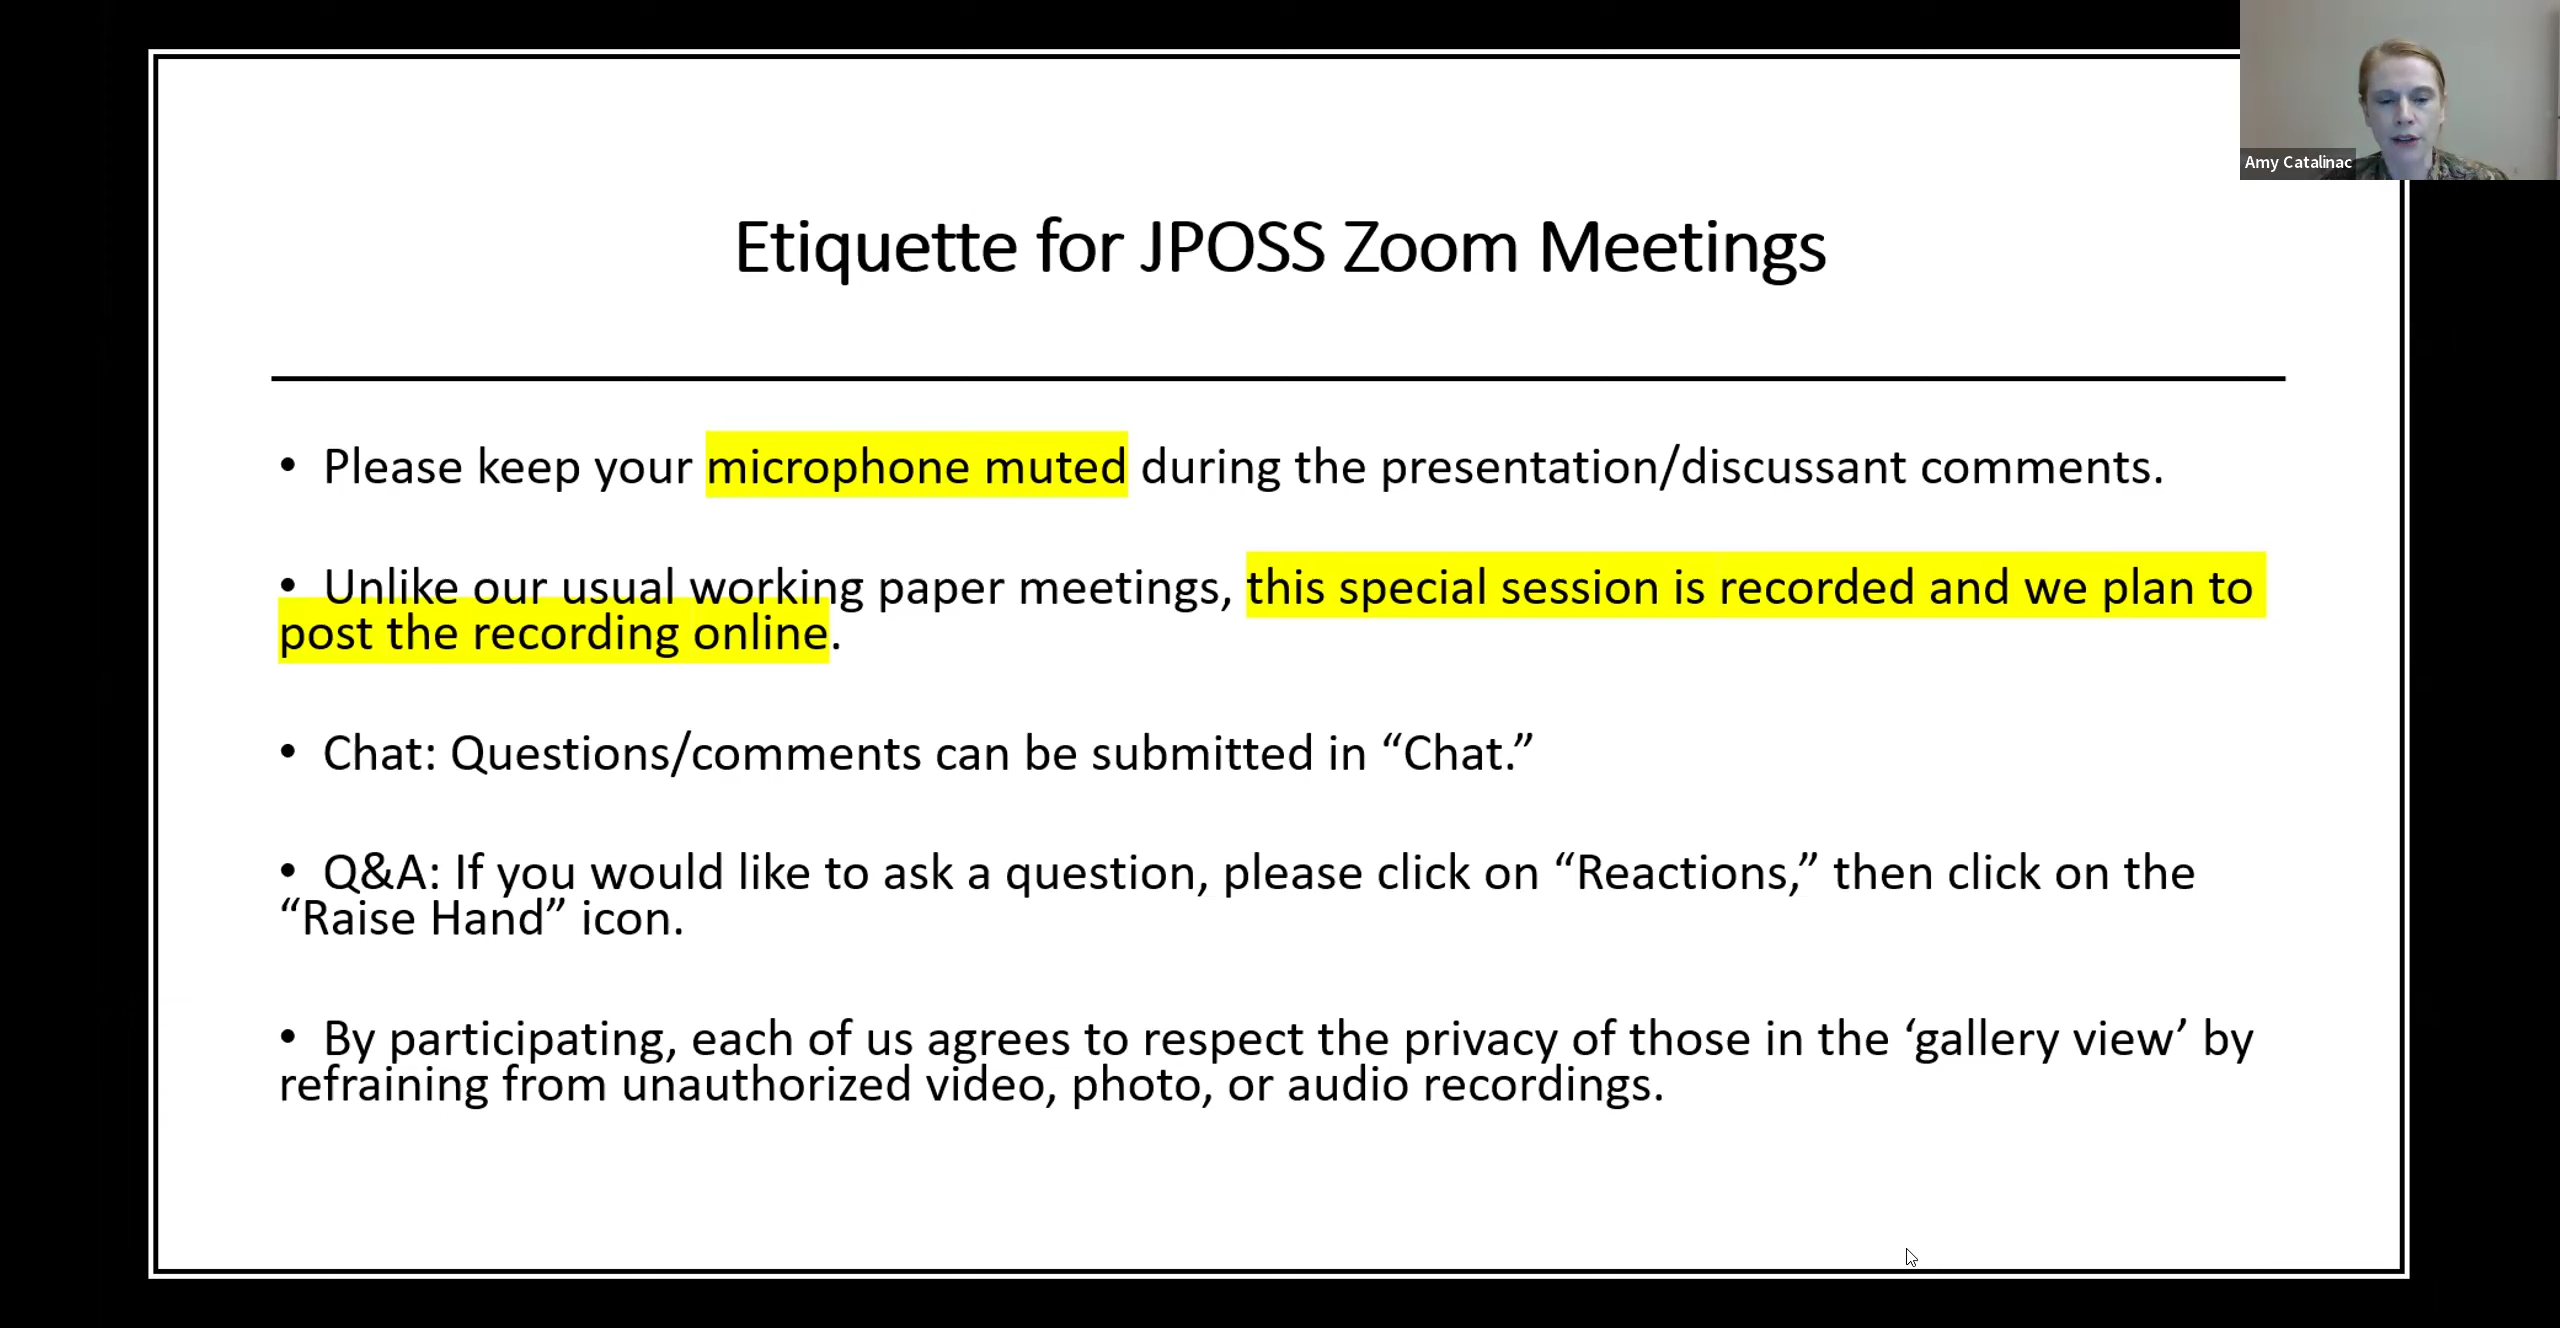 Amy Catalinac
Etiquette for JPOSS Zoom Meetings
• Please keep your microphone muted during the presentation/discussant comments.
• Unlike our usual working paper meetings, this special session is recorded and we plan to
post the recording online.
• Chat: Questions/comments can be submitted in “Chat.”
• Q&A: If you would like to ask a question, please click on “Reactions,” then click on the
“Raise Hand” icon.
• By participating, each of us agrees to respect the privacy of those in the ‘gallery view’ by
refraining from unauthorized video, photo, or audio recordings.